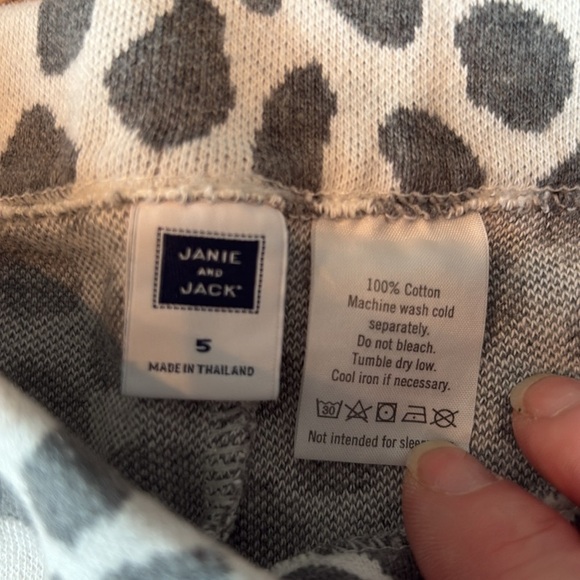 JANIE
AND
JACK
5
MADE IN THAILAND
100% Cotton
Machine wash cold
separately.
Do not bleach.
Tumble dry low.
Cool iron if necessary.
30
Not intended for